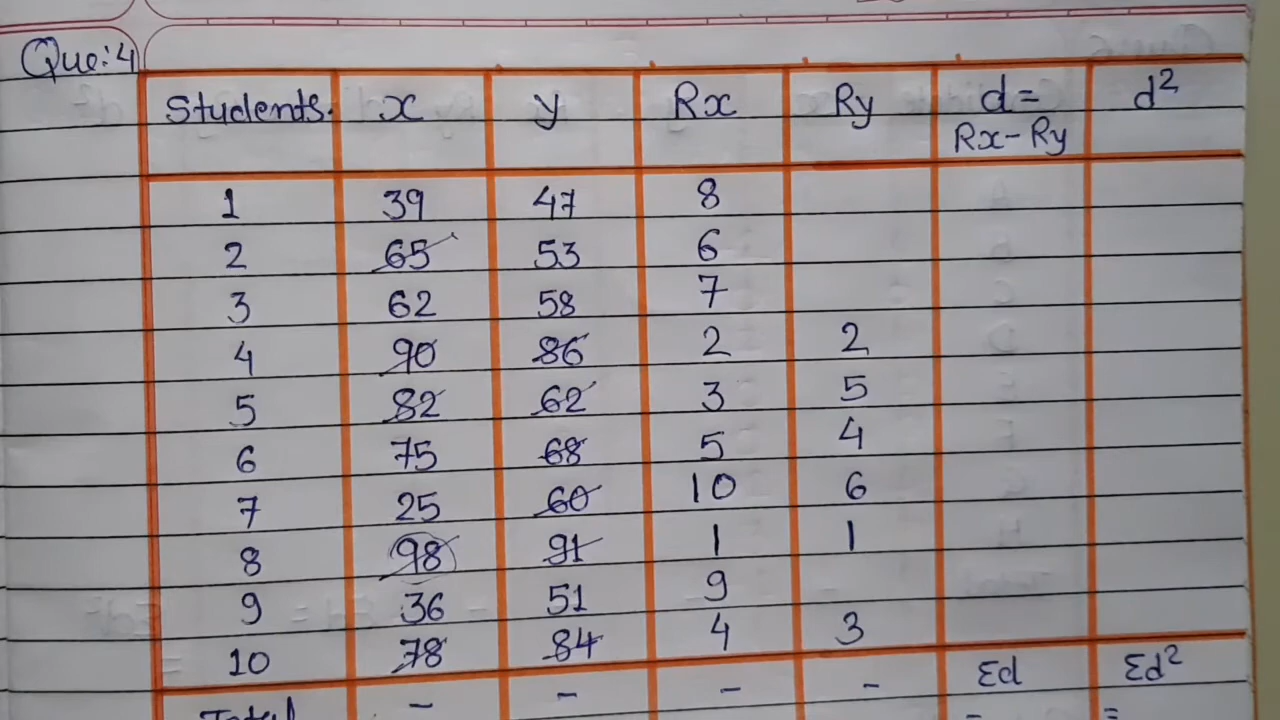 Que:4
Students. x y Rx Ry d= Rx-Ry d²
1 39 47 8
2 65 53 6
3 62 58 7
4 90 86 2 2
5 82 62 3 5
6 75 68 5 4
7 25 60 10 6
8 98 91 1 1
9 36 51 9
10 78 84 4 3
Total - - - - Σd Σd²
= =